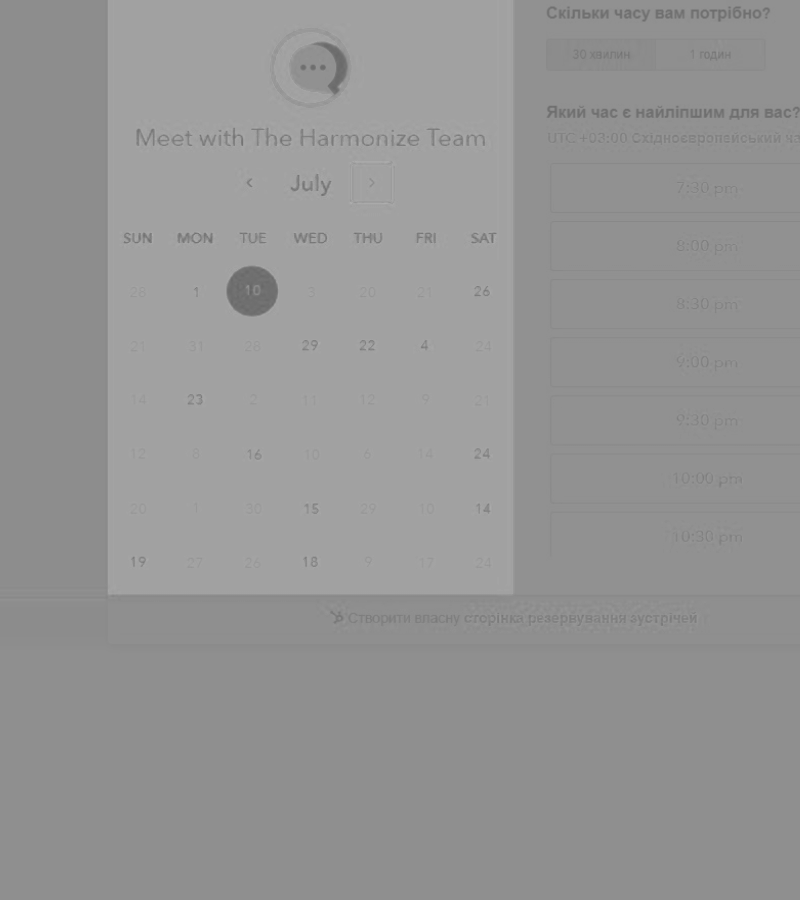 Meet with The Harmonize Team
July
SUN MON TUE WED THU FRI SAT
28 1 10 3 20 21 26
21 31 28 29 22 4 24
14 23 2 11 12 9 21
12 8 16 10 6 14 24
20 1 30 15 29 10 14
19 27 26 18 9 17 24
Скільки часу вам потрібно?
30 хвилин 1 годин
Який час є найліпшим для вас?
UTC +03:00 Східноєвропейський ча
7:30 pm
8:00 pm
8:30 pm
9:00 pm
9:30 pm
10:00 pm
10:30 pm
Створити власну сторінка резервування зустрічей